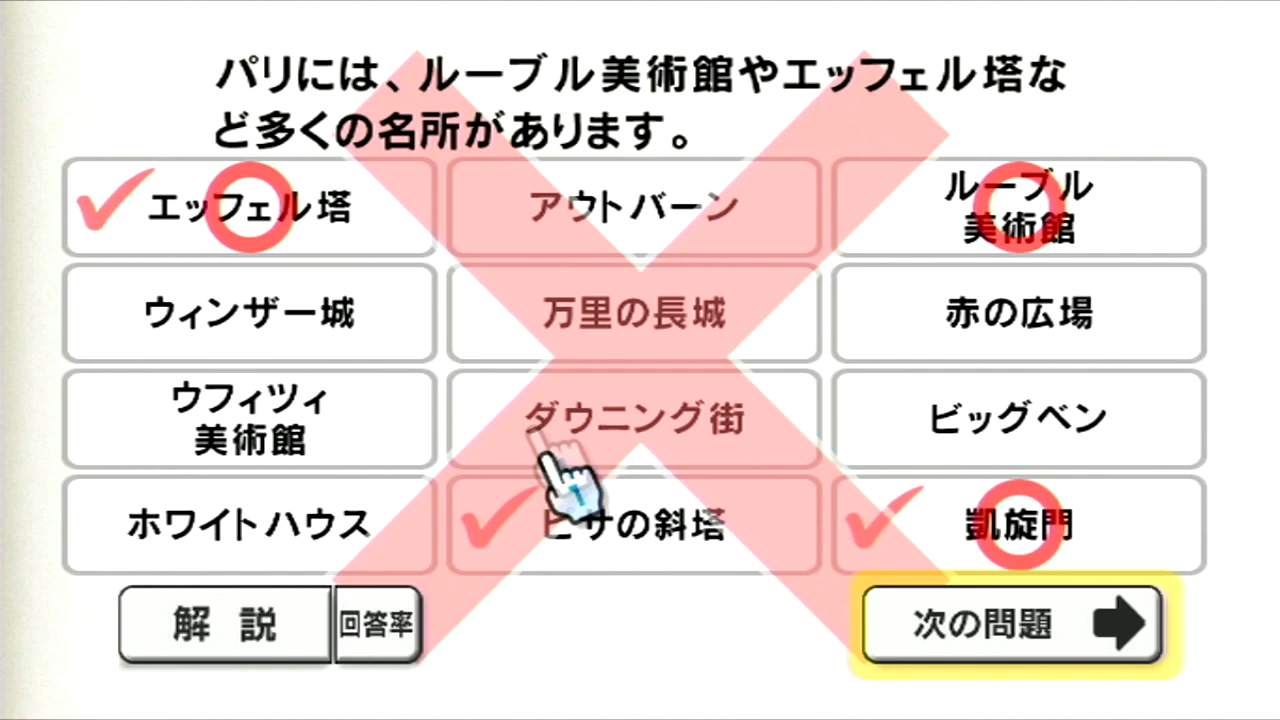 パリには、ルーブル美術館やエッフェル塔な
ど多くの名所があります。
エッフェル塔
アウトバーン
ルーブル
美術館
ウィンザー城
万里の長城
赤の広場
ウフィツィ
美術館
ダウニング街
ビッグベン
ホワイトハウス
ピサの斜塔
凱旋門
解説
回答率
次の問題